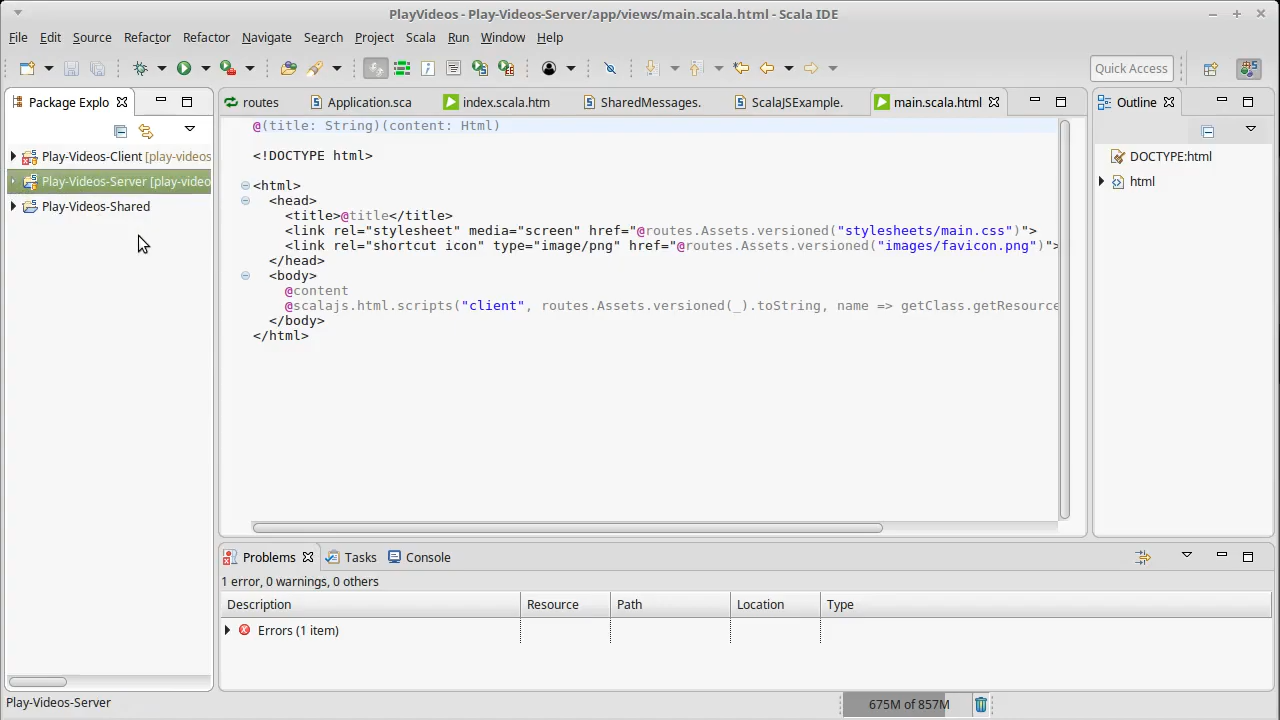 PlayVideos - Play-Videos-Server/app/views/main.scala.html - Scala IDE
File Edit Source Refactor Refactor Navigate Search Project Scala Run Window Help
Quick Access
Package Explo
routes Application.sca index.scala.htm SharedMessages. ScalaJSExample. main.scala.html
Outline
Play-Videos-Client [play-videos
Play-Videos-Server [play-video
Play-Videos-Shared
@(title: String)(content: Html)
<!DOCTYPE html>
<html>
<head>
<title>@title</title>
<link rel="stylesheet" media="screen" href="@routes.Assets.versioned("stylesheets/main.css")">
<link rel="shortcut icon" type="image/png" href="@routes.Assets.versioned("images/favicon.png")">
</head>
<body>
@content
@scalajs.html.scripts("client", routes.Assets.versioned(_).toString, name => getClass.getResource
</body>
</html>
DOCTYPE:html
html
Problems Tasks Console
1 error, 0 warnings, 0 others
Description Resource Path Location Type
Errors (1 item)
Play-Videos-Server
675M of 857M